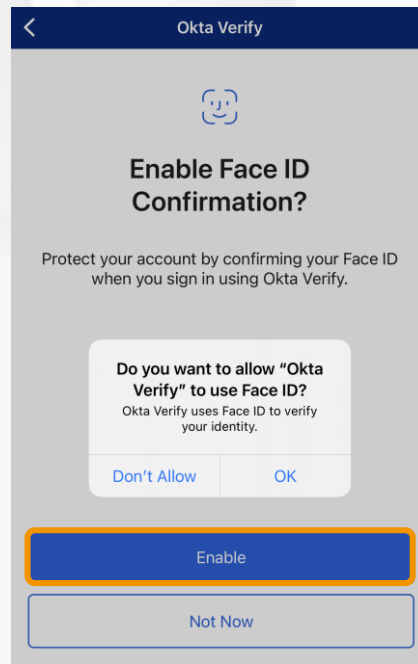 Okta Verify
Enable Face ID
Confirmation?
Protect your account by confirming your Face ID
when you sign in using Okta Verify.
Do you want to allow “Okta
Verify” to use Face ID?
Okta Verify uses Face ID to verify
your identity.
Don’t Allow
OK
Enable
Not Now